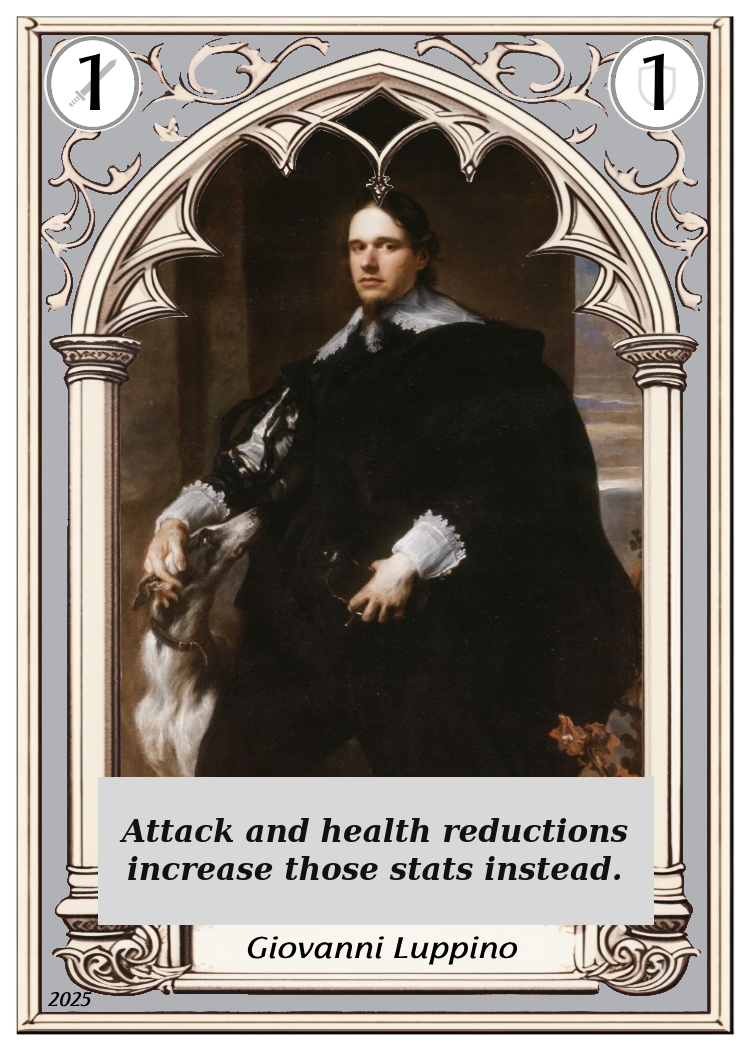 1 1
Attack and health reductions
increase those stats instead.
Giovanni Luppino
2025